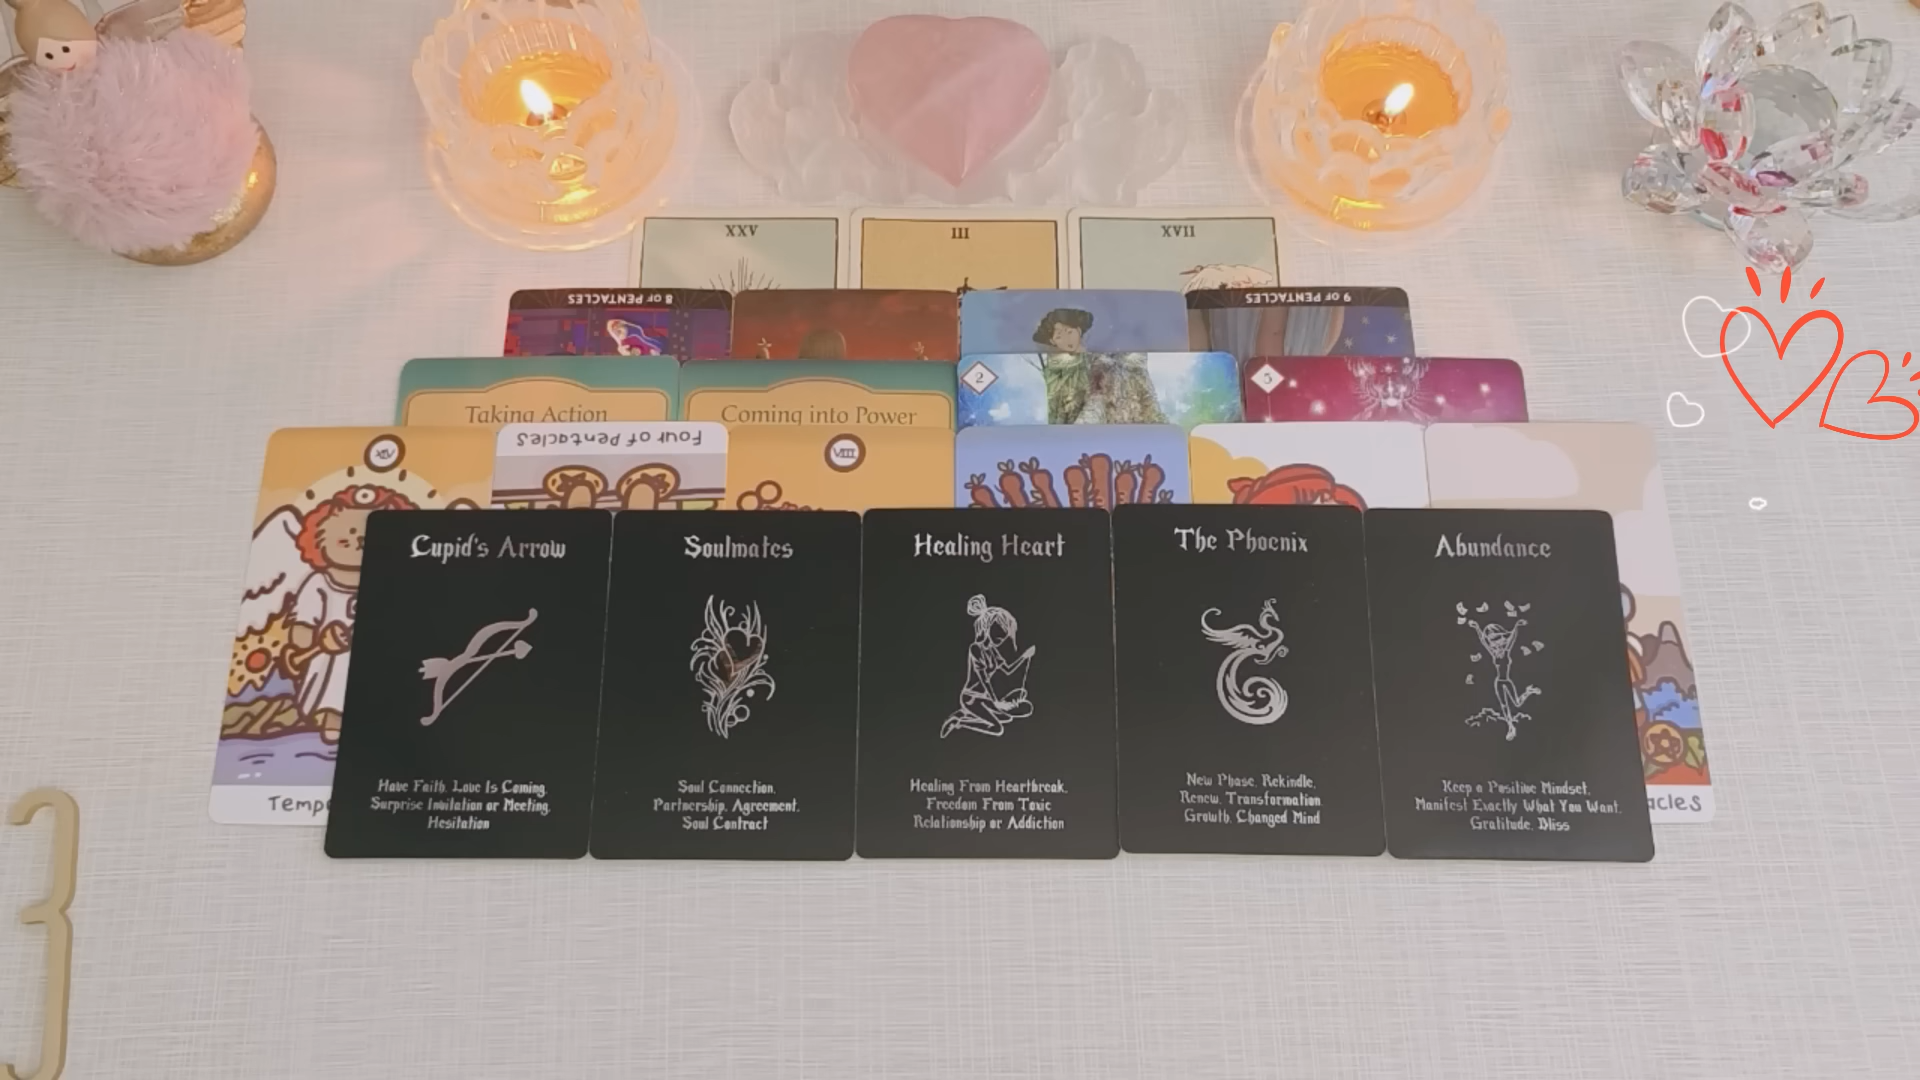 XXV
III
XVII
8 OF PENTACLES
9 OF PENTACLES
Taking Action
Coming into Power
2
5
XIV
Four of Pentacles
VIII
Cupid's Arrow
Soulmates
Healing Heart
The Phoenix
Abundance
Have Faith, Love Is Coming,
Surprise Invitation or Meeting,
Hesitation
Soul Connection,
Partnership, Agreement,
Soul Contract
Healing From Heartbreak,
Freedom From Toxic
Relationship or Addiction
New Phase, Rekindle,
Renew, Transformation
Growth, Changed Mind
Keep a Positive Mindset,
Manifest Exactly What You Want,
Gratitude, Bliss
Temp
acles
3